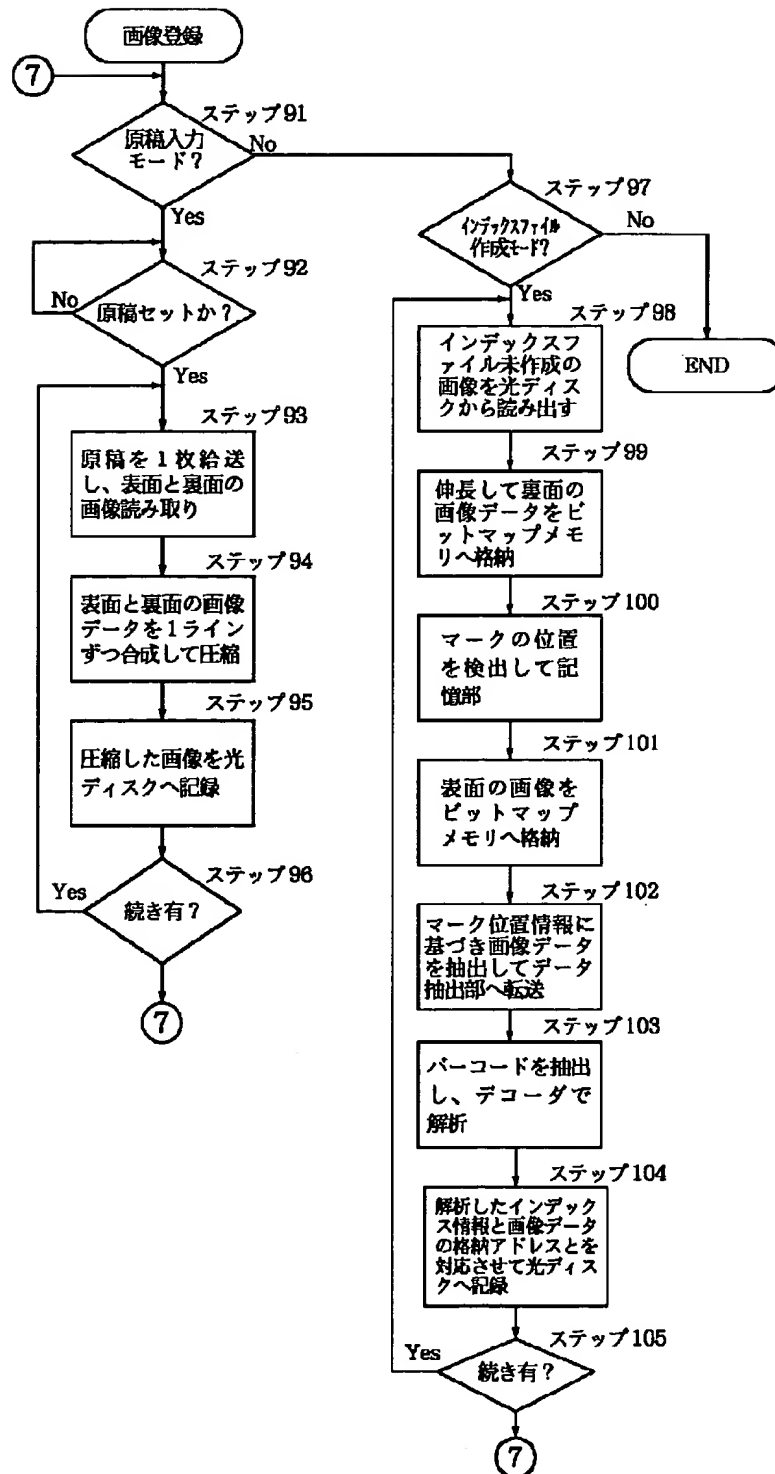 画像登録
7
ステップ91
原稿入力
モード?
No
Yes
ステップ92
No
原稿セットか?
Yes
ステップ93
原稿を1枚給送
し、表面と裏面の
画像読み取り
ステップ94
表面と裏面の画像
データを1ライン
ずつ合成して圧縮
ステップ95
圧縮した画像を光
ディスクへ記録
ステップ96
Yes
続き有?
7
ステップ97
インデックスファイル
作成モード?
No
Yes
END
ステップ98
インデックスフ
ァイル未作成の
画像を光ディス
クから読み出す
ステップ99
伸長して裏面の
画像データをビ
ットマップメモ
リへ格納
ステップ100
マークの位置
を検出して記
憶部
ステップ101
表面の画像を
ビットマップ
メモリへ格納
ステップ102
マーク位置情報に
基づき画像データ
を抽出してデータ
抽出部へ転送
ステップ103
バーコードを抽出
し、デコーダで
解析
ステップ104
解析したインデック
ス情報と画像データ
の格納アドレスとを
対応させて光ディス
クへ記録
ステップ105
Yes
続き有?
7